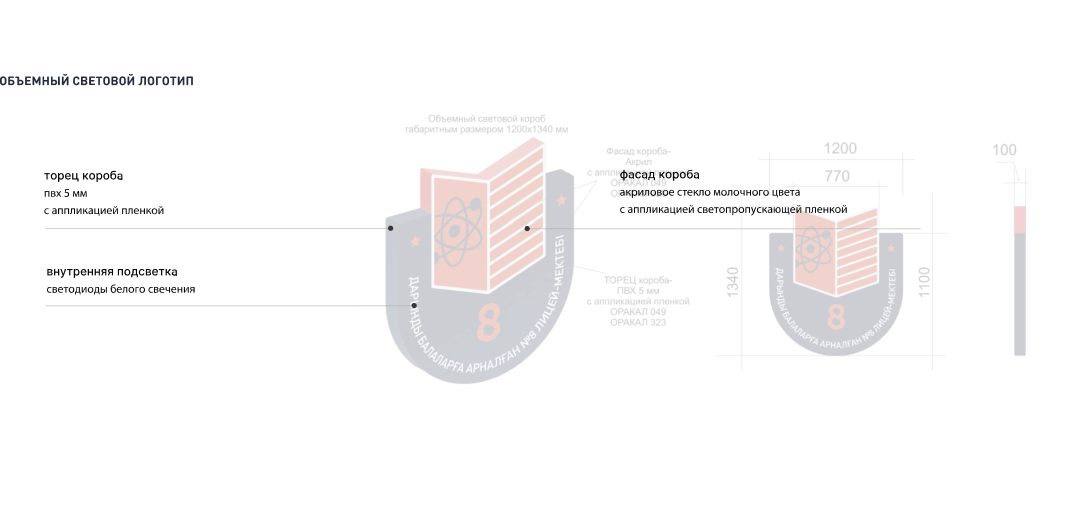 ОБЪЕМНЫЙ СВЕТОВОЙ ЛОГОТИП
Объемный световой короб
габаритным размером 1200х1340 мм
торец короба
пвх 5 мм
с аппликацией пленкой
внутренняя подсветка
светодиоды белого свечения
Фасад короба-
Акрил
ОРАКАЛ 049
фасад короба
акриловое стекло молочного цвета
с аппликацией светопропускающей пленкой
ТОРЕЦ короба-
ПВХ 5 мм
с аппликацией пленкой
ОРАКАЛ 049
ОРАКАЛ 323
8
ДАРЫНДЫ БАЛАЛАРҒА АРНАЛҒАН №8 ЛИЦЕЙ-МЕКТЕБІ
1200
770
1340
1100
8
ДАРЫНДЫ БАЛАЛАРҒА АРНАЛҒАН №8 ЛИЦЕЙ-МЕКТЕБІ
100